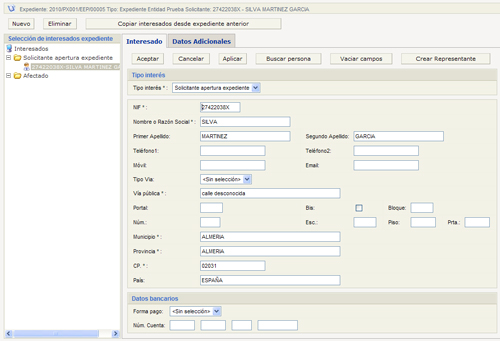 Expediente: 2010/PX001/EEP/00005 Tipo: Expediente Entidad Prueba Solicitante: 27422038X - SILVA MARTINEZ GARCIA
Nuevo Eliminar Copiar interesados desde expediente anterior
Selección de interesados expediente
Interesados
Solicitante apertura expediente
27422038X SILVA MARTINEZ GA
Afectado
Interesado Datos Adicionales
Aceptar Cancelar Aplicar Buscar persona Vaciar campos Crear Representante
Tipo interés
Tipo interés * : Solicitante apertura expediente
NIF * : 27422038X
Nombre o Razón Social * : SILVA
Primer Apellido: MARTINEZ Segundo Apellido: GARCIA
Teléfono1: Teléfono2:
Móvil: Email:
Tipo Vía: <Sin selección>
Vía pública * : calle desconocida
Portal: Bis: Bloque:
Núm.: Esc.: Piso: Prta.:
Municipio * : ALMERIA
Provincia * : ALMERIA
CP. * : 02031
País: ESPAÑA
Datos bancarios
Forma pago: <Sin selección>
Núm. Cuenta: